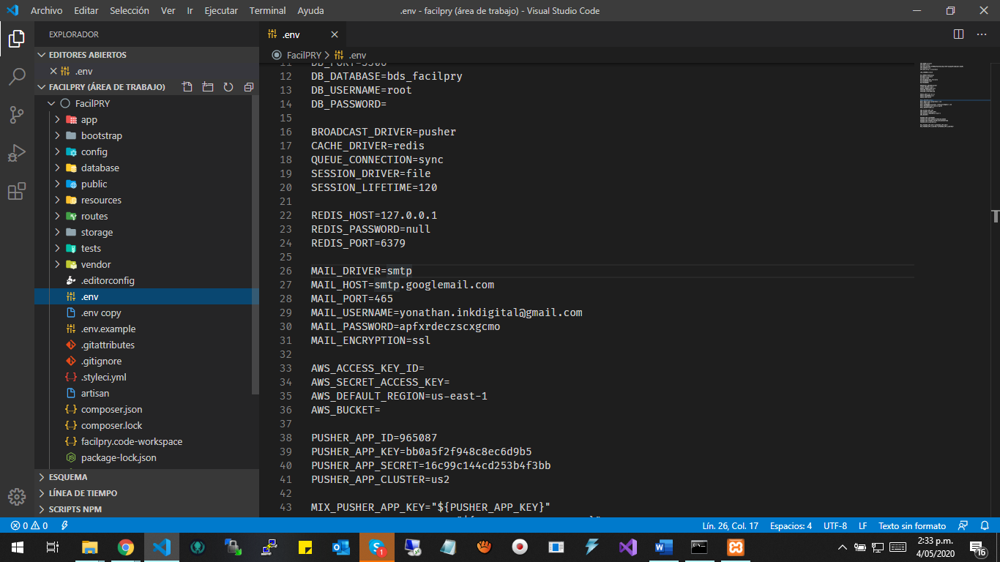 Archivo Editar Selección Ver Ir Ejecutar Terminal Ayuda .env - facilpry (área de trabajo) - Visual Studio Code
EXPLORADOR
EDITORES ABIERTOS
.env
FACILPRY (ÁREA DE TRABAJO)
FacilPRY
app
bootstrap
config
database
public
resources
routes
storage
tests
vendor
.editorconfig
.env
.env copy
.env.example
.gitattributes
.gitignore
.styleci.yml
artisan
composer.json
composer.lock
facilpry.code-workspace
package-lock.json
ESQUEMA
LÍNEA DE TIEMPO
SCRIPTS NPM
.env
FacilPRY > .env
11 DB_PORT=3306
12 DB_DATABASE=bds_facilpry
13 DB_USERNAME=root
14 DB_PASSWORD=
15
16 BROADCAST_DRIVER=pusher
17 CACHE_DRIVER=redis
18 QUEUE_CONNECTION=sync
19 SESSION_DRIVER=file
20 SESSION_LIFETIME=120
21
22 REDIS_HOST=127.0.0.1
23 REDIS_PASSWORD=null
24 REDIS_PORT=6379
25
26 MAIL_DRIVER=smtp
27 MAIL_HOST=smtp.googlemail.com
28 MAIL_PORT=465
29 MAIL_USERNAME=yonathan.inkdigital@gmail.com
30 MAIL_PASSWORD=apfxrdeczscxgcmo
31 MAIL_ENCRYPTION=ssl
32
33 AWS_ACCESS_KEY_ID=
34 AWS_SECRET_ACCESS_KEY=
35 AWS_DEFAULT_REGION=us-east-1
36 AWS_BUCKET=
37
38 PUSHER_APP_ID=965087
39 PUSHER_APP_KEY=bb0a5f2f948c8ec6d9b5
40 PUSHER_APP_SECRET=16c99c144cd253b4f3bb
41 PUSHER_APP_CLUSTER=us2
42
43 MIX_PUSHER_APP_KEY="${PUSHER_APP_KEY}"
0 0 Lín. 26, Col. 17 Espacios: 4 UTF-8 LF Texto sin formato
2:33 p.m.
4/05/2020
16